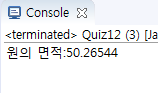 Console
<terminated> Quiz12 (3) [Ja
원의 면적:50.26544